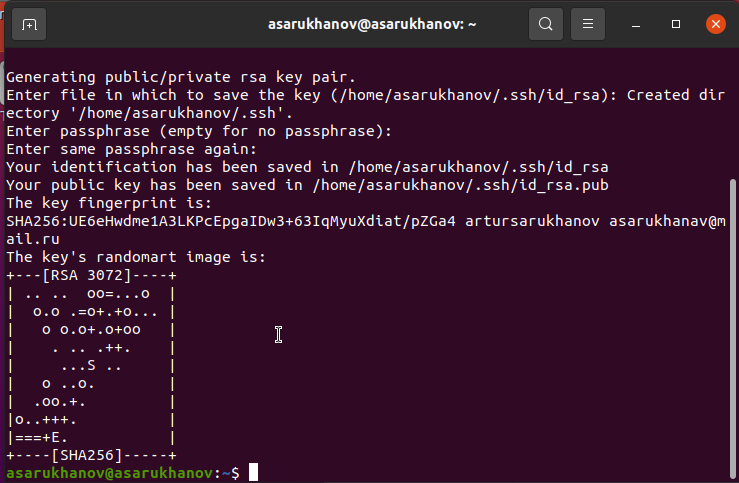 asarukhanov@asarukhanov: ~
Generating public/private rsa key pair.
Enter file in which to save the key (/home/asarukhanov/.ssh/id_rsa): Created dir
ectory '/home/asarukhanov/.ssh'.
Enter passphrase (empty for no passphrase):
Enter same passphrase again:
Your identification has been saved in /home/asarukhanov/.ssh/id_rsa
Your public key has been saved in /home/asarukhanov/.ssh/id_rsa.pub
The key fingerprint is:
SHA256:UE6eHwdme1A3LKPcEpgaIDw3+63IqMyuXdiat/pZGa4 artursarukhanov asarukhanav@m
ail.ru
The key's randomart image is:
+---[RSA 3072]----+
| .. ..  oo=...o  |
|  o.o .=o+.+o... |
|   o o.o+.o+oo   |
|    . .. .++.    |
|     ...S ..     |
|   o ..o.        |
|  .oo.+.         |
|o..+++.          |
|===+E.           |
+----[SHA256]-----+
asarukhanov@asarukhanov:~$